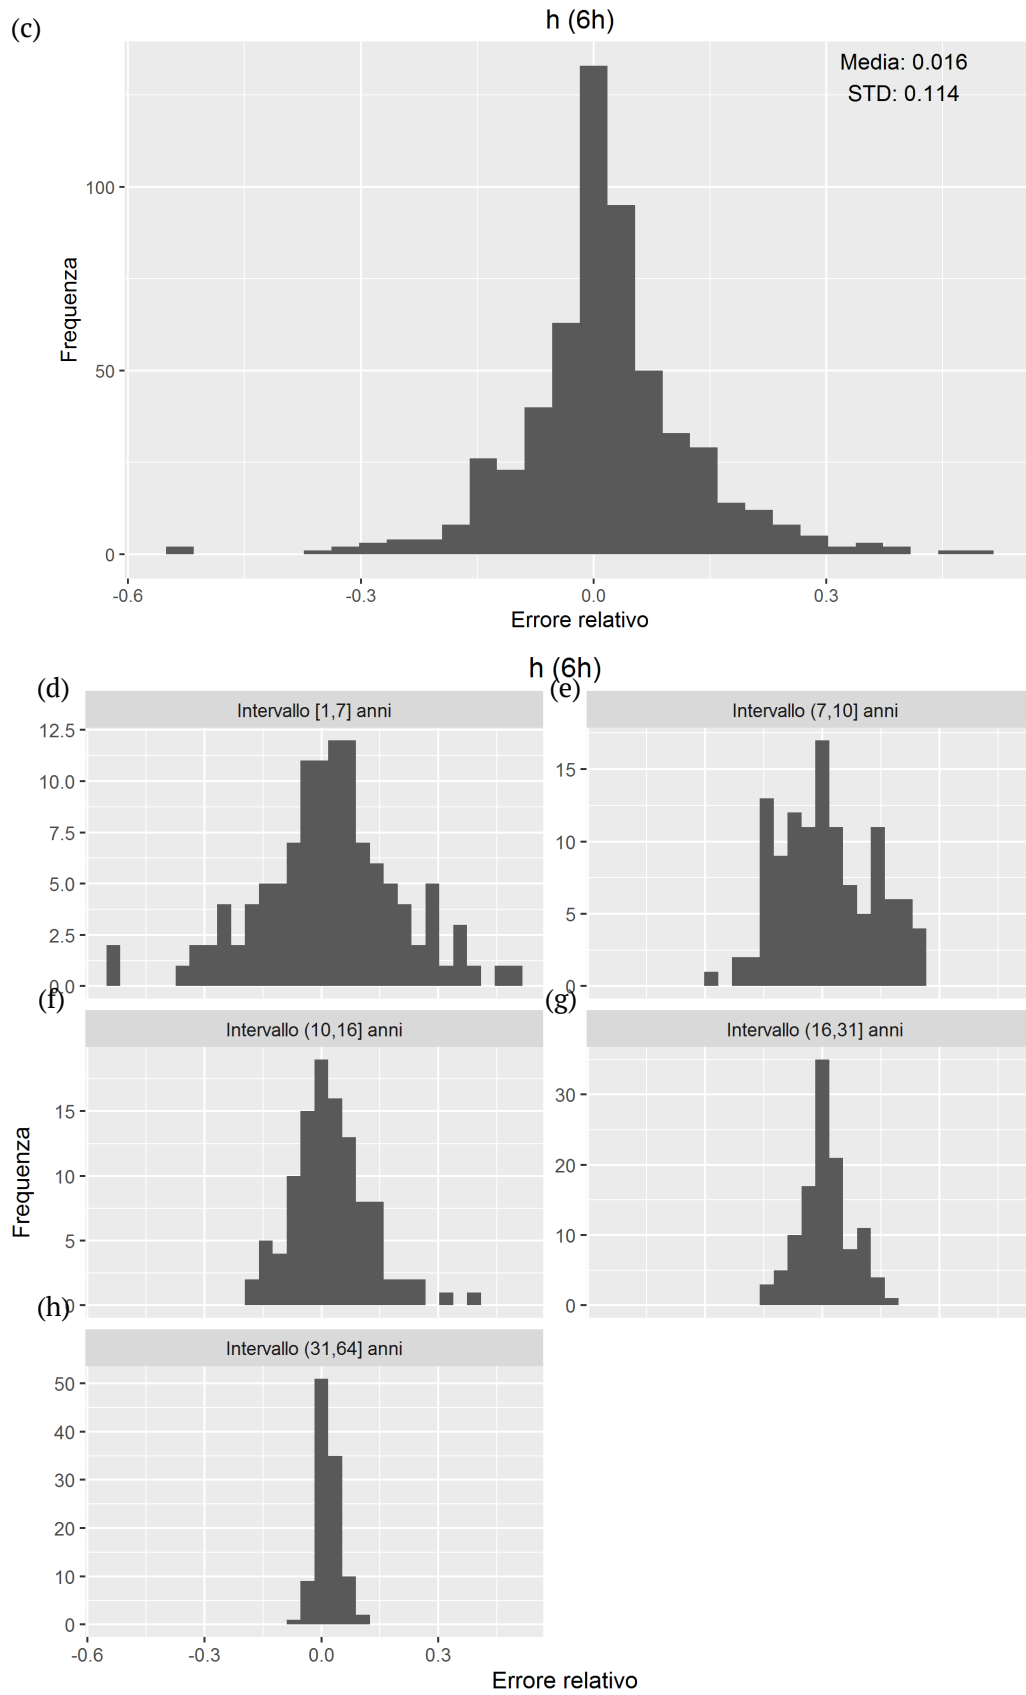 (c)
h (6h)
Media: 0.016
STD: 0.114
Frequenza
100
50
0
-0.6
-0.3
0.0
0.3
Errore relativo
h (6h)
(d)
(e)
Intervallo [1,7] anni
Intervallo (7,10] anni
12.5
10.0
7.5
5.0
2.5
0.0
15
10
5
0
(f)
(g)
Intervallo (10,16] anni
Intervallo (16,31] anni
15
10
5
0
30
20
10
0
Frequenza
(h)
Intervallo (31,64] anni
50
40
30
20
10
0
-0.6
-0.3
0.0
0.3
Errore relativo